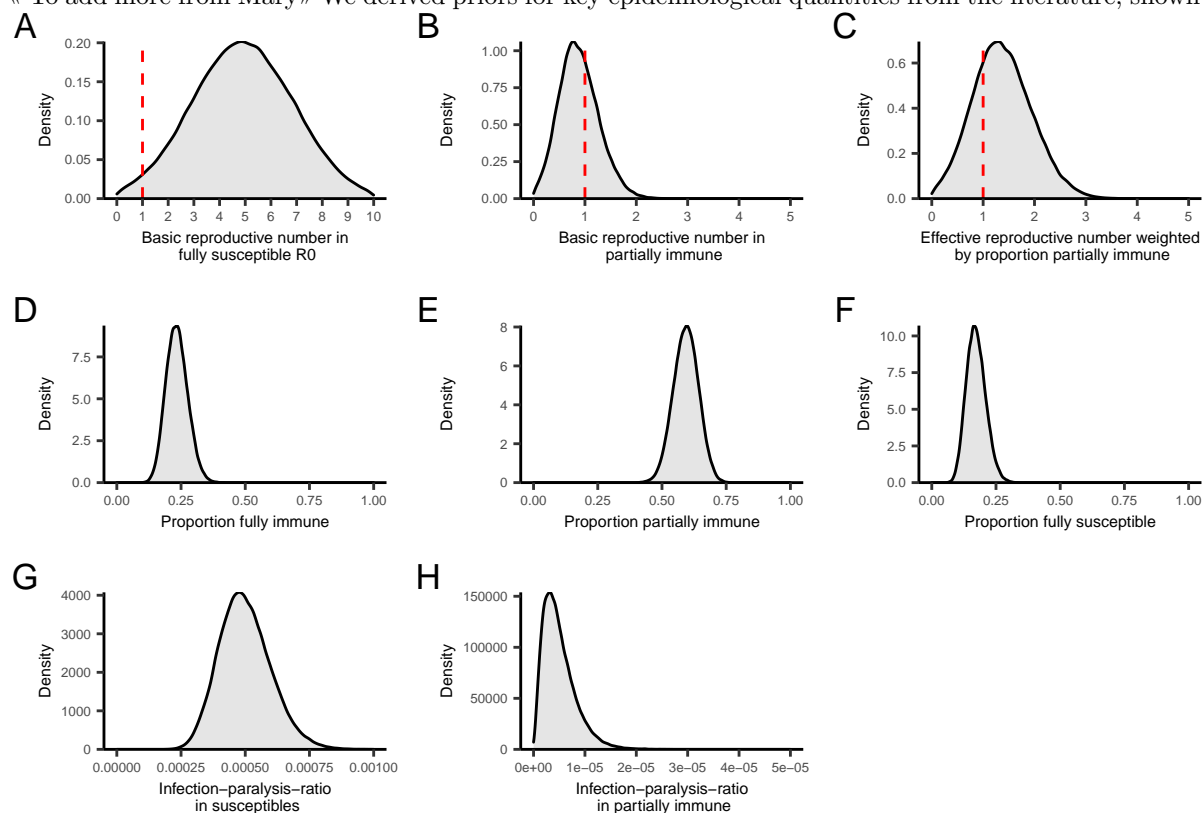 « To add more from Mary» We derived priors for key epidemiological quantities from the literature, shown
A
0.20
0.15
0.10
0.05
0.00
Density
0 1 2 3 4 5 6 7 8 9 10
Basic reproductive number in
fully susceptible R0
B
1.00
0.75
0.50
0.25
0.00
Density
0 1 2 3 4 5
Basic reproductive number in
partially immune
C
0.6
0.4
0.2
0.0
Density
0 1 2 3 4 5
Effective reproductive number weighted
by proportion partially immune
D
7.5
5.0
2.5
0.0
Density
0.00 0.25 0.50 0.75 1.00
Proportion fully immune
E
8
6
4
2
0
Density
0.00 0.25 0.50 0.75 1.00
Proportion partially immune
F
10.0
7.5
5.0
2.5
0.0
Density
0.00 0.25 0.50 0.75 1.00
Proportion fully susceptible
G
4000
3000
2000
1000
0
Density
0.00000 0.00025 0.00050 0.00075 0.00100
Infection−paralysis−ratio
in susceptibles
H
150000
100000
50000
0
Density
0e+00 1e−05 2e−05 3e−05 4e−05 5e−05
Infection−paralysis−ratio
in partially immune